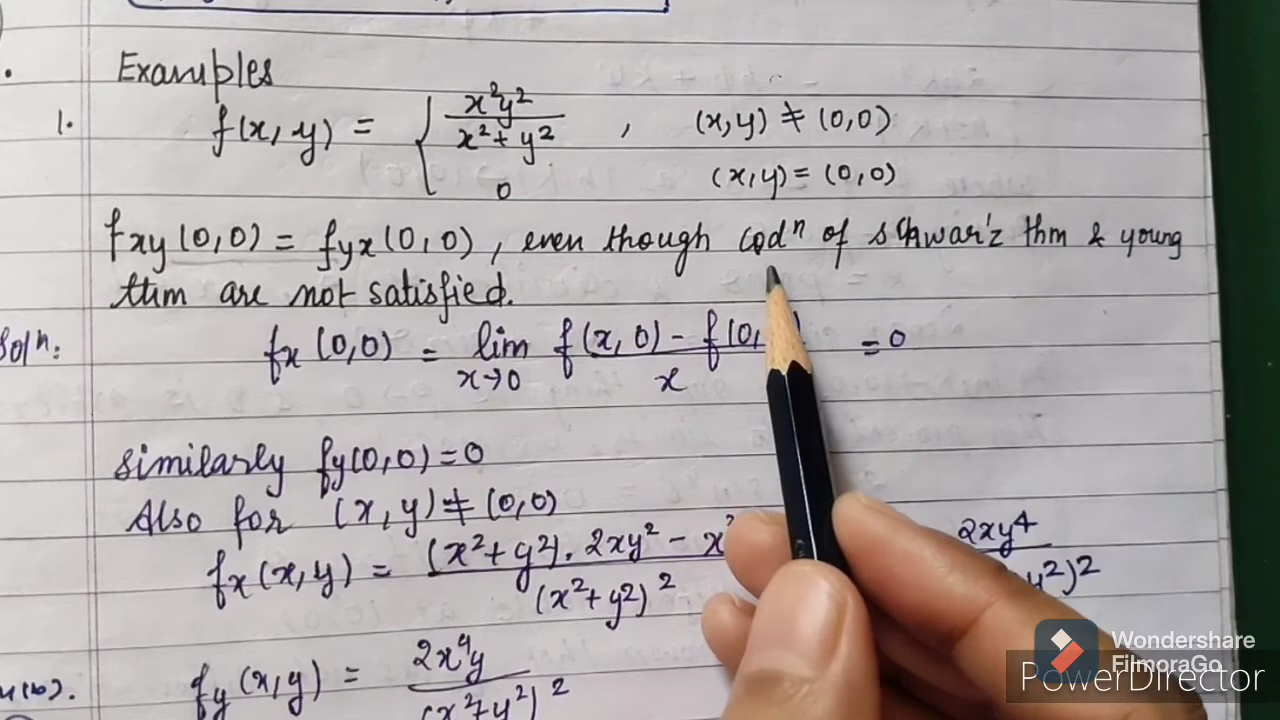 Examples
1. f(x, y) = { x²y² / x² + y² , (x,y) ≠ (0,0)
0 (x,y) = (0,0)
fxy (0,0) = fyx (0,0) , even though codⁿ of schwar'z thm & young
thm are not satisfied.
Solⁿ: fx (0,0) = lim x→0 f(x, 0) - f(0, / x = 0
similarly fy(0,0) = 0
Also for (x, y) ≠ (0,0)
fx (x,y) = (x² + y²) . 2xy² - x / (x² + y²)² 2xy⁴ / y²)²
fy (x,y) = 2x⁴y / (x² + y²)²
Wondershare
FilmoraGo
PowerDirector